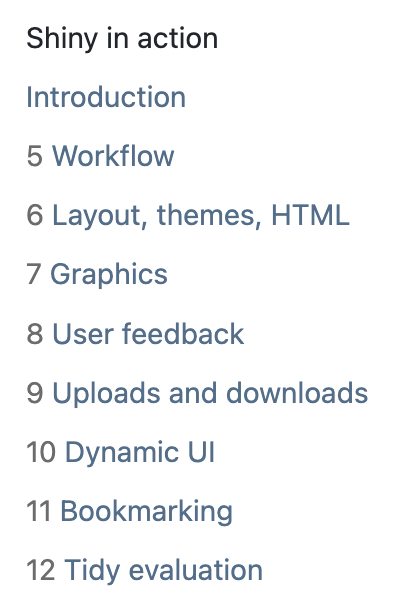 Shiny in action
Introduction
5 Workflow
6 Layout, themes, HTML
7 Graphics
8 User feedback
9 Uploads and downloads
10 Dynamic UI
11 Bookmarking
12 Tidy evaluation